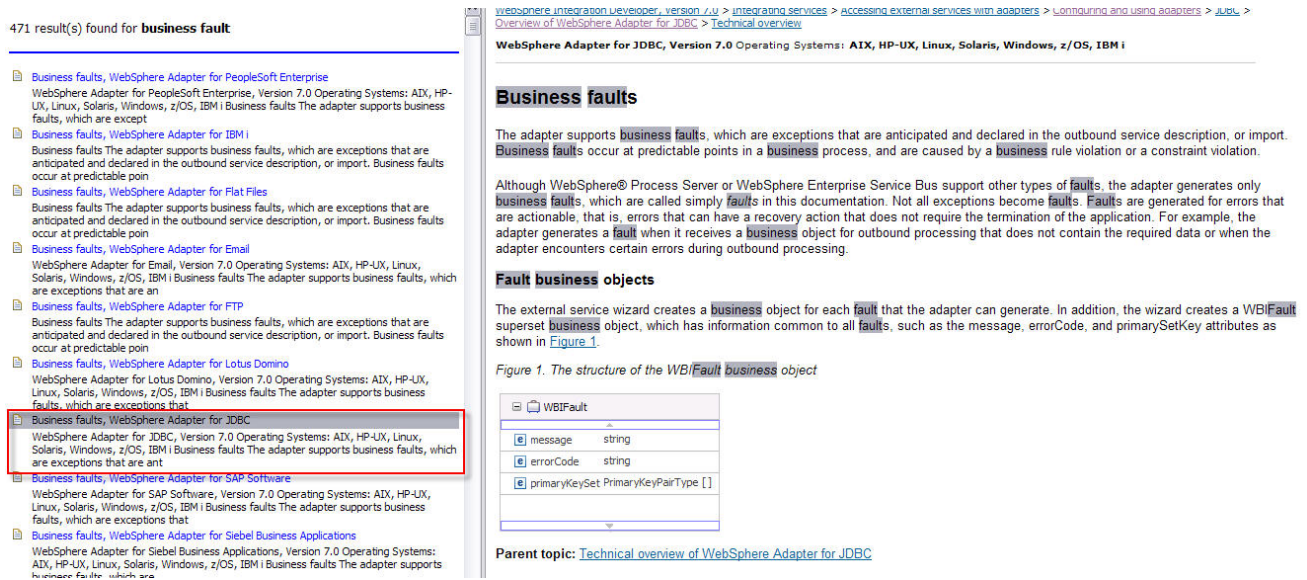 471 result(s) found for business fault
Business faults, WebSphere Adapter for PeopleSoft Enterprise
WebSphere Adapter for PeopleSoft Enterprise, Version 7.0 Operating Systems: AIX, HP-
UX, Linux, Solaris, Windows, z/OS, IBM i Business faults The adapter supports business
faults, which are except
Business faults, WebSphere Adapter for IBM i
Business faults The adapter supports business faults, which are exceptions that are
anticipated and declared in the outbound service description, or import. Business faults
occur at predictable poin
Business faults, WebSphere Adapter for Flat Files
Business faults The adapter supports business faults, which are exceptions that are
anticipated and declared in the outbound service description, or import. Business faults
occur at predictable poin
Business faults, WebSphere Adapter for Email
WebSphere Adapter for Email, Version 7.0 Operating Systems: AIX, HP-UX, Linux,
Solaris, Windows, z/OS, IBM i Business faults The adapter supports business faults, which
are exceptions that are an
Business faults, WebSphere Adapter for FTP
Business faults The adapter supports business faults, which are exceptions that are
anticipated and declared in the outbound service description, or import. Business faults
occur at predictable poin
Business faults, WebSphere Adapter for Lotus Domino
WebSphere Adapter for Lotus Domino, Version 7.0 Operating Systems: AIX, HP-UX,
Linux, Solaris, Windows, z/OS, IBM i Business faults The adapter supports business
faults, which are exceptions that
Business faults, WebSphere Adapter for JDBC
WebSphere Adapter for JDBC, Version 7.0 Operating Systems: AIX, HP-UX, Linux,
Solaris, Windows, z/OS, IBM i Business faults The adapter supports business faults, which
are exceptions that are ant
Business faults, WebSphere Adapter for SAP Software
WebSphere Adapter for SAP Software, Version 7.0 Operating Systems: AIX, HP-UX,
Linux, Solaris, Windows, z/OS, IBM i Business faults The adapter supports business
faults, which are exceptions that
Business faults, WebSphere Adapter for Siebel Business Applications
WebSphere Adapter for Siebel Business Applications, Version 7.0 Operating Systems:
AIX, HP-UX, Linux, Solaris, Windows, z/OS, IBM i Business faults The adapter supports
business faults, which are
WebSphere Integration Developer, Version 7.0 > Integrating services > Accessing external services with adapters > Configuring and using adapters > JDBC >
Overview of WebSphere Adapter for JDBC > Technical overview
WebSphere Adapter for JDBC, Version 7.0 Operating Systems: AIX, HP-UX, Linux, Solaris, Windows, z/OS, IBM i
Business faults
The adapter supports business faults, which are exceptions that are anticipated and declared in the outbound service description, or import.
Business faults occur at predictable points in a business process, and are caused by a business rule violation or a constraint violation.
Although WebSphere® Process Server or WebSphere Enterprise Service Bus support other types of faults, the adapter generates only
business faults, which are called simply faults in this documentation. Not all exceptions become faults. Faults are generated for errors that
are actionable, that is, errors that can have a recovery action that does not require the termination of the application. For example, the
adapter generates a fault when it receives a business object for outbound processing that does not contain the required data or when the
adapter encounters certain errors during outbound processing.
Fault business objects
The external service wizard creates a business object for each fault that the adapter can generate. In addition, the wizard creates a WBIFault
superset business object, which has information common to all faults, such as the message, errorCode, and primarySetKey attributes as
shown in Figure 1.
Figure 1. The structure of the WBIFault business object
WBIFault
e message string
e errorCode string
e primaryKeySet PrimaryKeyPairType [ ]
Parent topic: Technical overview of WebSphere Adapter for JDBC